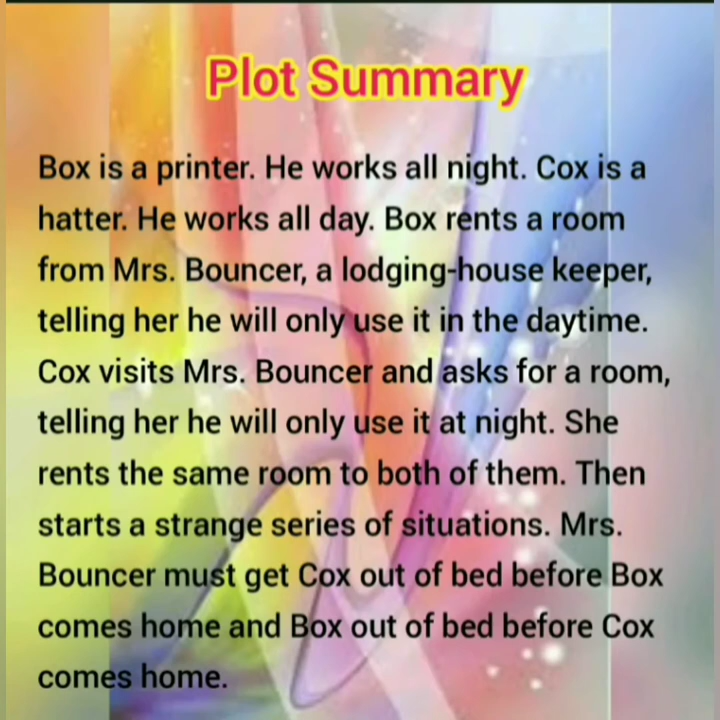 Plot Summary
Box is a printer. He works all night. Cox is a
hatter. He works all day. Box rents a room
from Mrs. Bouncer, a lodging-house keeper,
telling her he will only use it in the daytime.
Cox visits Mrs. Bouncer and asks for a room,
telling her he will only use it at night. She
rents the same room to both of them. Then
starts a strange series of situations. Mrs.
Bouncer must get Cox out of bed before Box
comes home and Box out of bed before Cox
comes home.